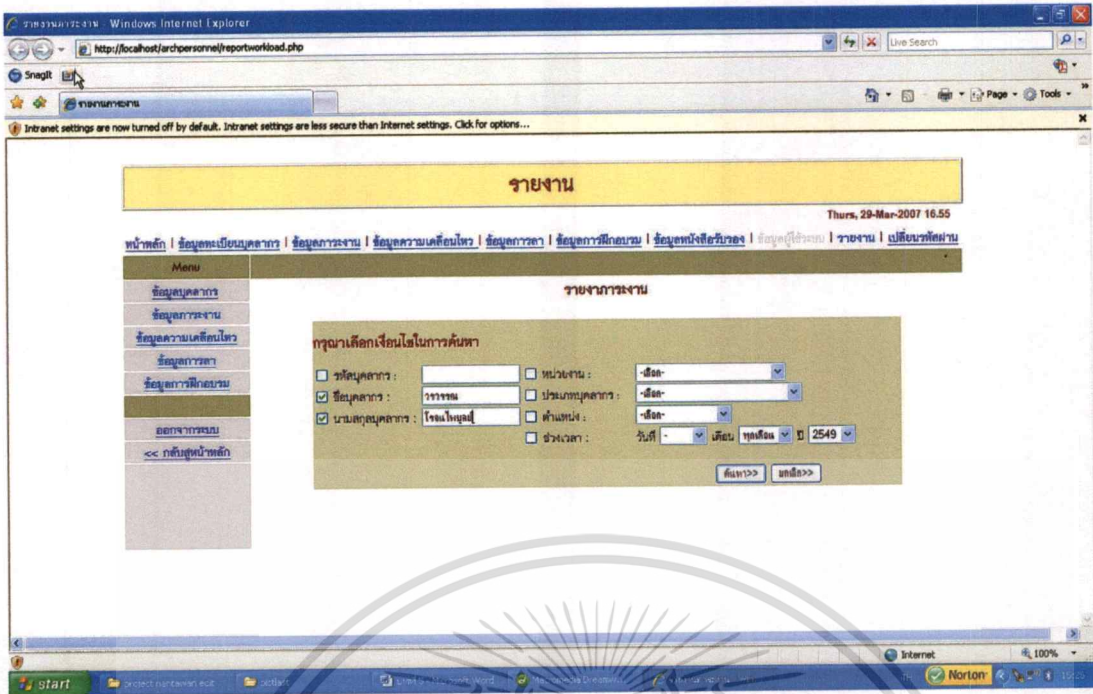 รายงานภาระงาน - Windows Internet Explorer
http://localhost/archpersonnel/reportworkload.php
Live Search
SnagIt
รายงานภาระงาน
Page Tools
Intranet settings are now turned off by default. Intranet settings are less secure than Internet settings. Click for options...
รายงาน
Thurs, 29-Mar-2007 16.55
หน้าหลัก | ข้อมูลทะเบียนบุคลากร | ข้อมูลภาระงาน | ข้อมูลความเคลื่อนไหว | ข้อมูลการลา | ข้อมูลการฝึกอบรม | ข้อมูลหนังสือรับรอง | ข้อมูลผู้ใช้ระบบ | รายงาน | เปลี่ยนรหัสผ่าน
Menu
ข้อมูลบุคลากร
ข้อมูลภาระงาน
ข้อมูลความเคลื่อนไหว
ข้อมูลการลา
ข้อมูลการฝึกอบรม
ออกจากระบบ
<< กลับสู่หน้าหลัก
รายงาภาระงาน
กรุณาเลือกเงื่อนไขในการค้นหา
รหัสบุคลากร : หน่วยงาน : -เลือก-
ชื่อบุคลากร : วราวรรณ ประเภทบุคลากร : -เลือก-
นามสกุลบุคลากร : ตำแหน่ง : -เลือก-
ช่วงเวลา : วันที่ - เดือน ทุกเดือน ปี 2549
ค้นหา>> ยกเลิก>>
Internet 100%
start Norton